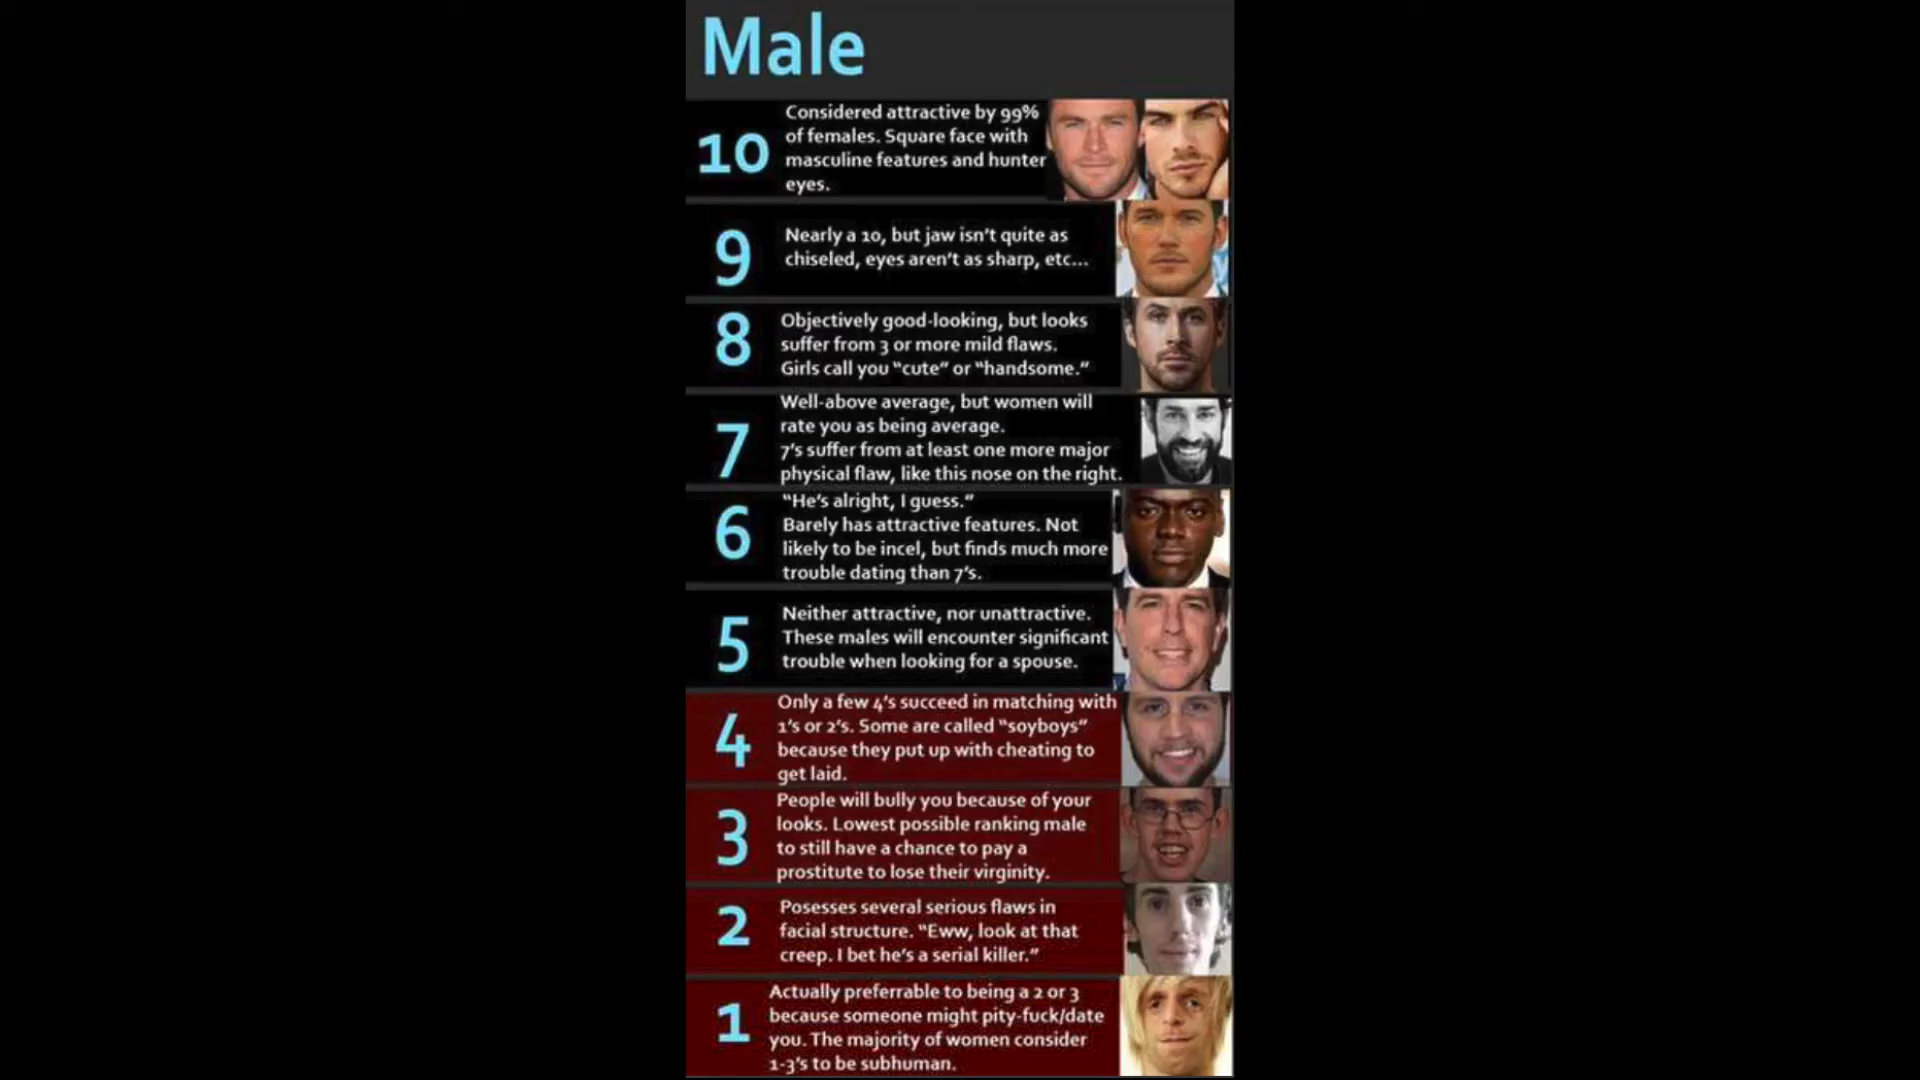 Male
10
Considered attractive by 99%
of females. Square face with
masculine features and hunter
eyes.
9
Nearly a 10, but jaw isn't quite as
chiseled, eyes aren't as sharp, etc...
8
Objectively good-looking, but looks
suffer from 3 or more mild flaws.
Girls call you "cute" or "handsome."
7
Well-above average, but women will
rate you as being average.
7's suffer from at least one more major
physical flaw, like this nose on the right.
6
"He's alright, I guess."
Barely has attractive features. Not
likely to be incel, but finds much more
trouble dating than 7's.
5
Neither attractive, nor unattractive.
These males will encounter significant
trouble when looking for a spouse.
4
Only a few 4's succeed in matching with
1's or 2's. Some are called "soyboys"
because they put up with cheating to
get laid.
3
People will bully you because of your
looks. Lowest possible ranking male
to still have a chance to pay a
prostitute to lose their virginity.
2
Posesses several serious flaws in
facial structure. "Eww, look at that
creep. I bet he's a serial killer."
1
Actually preferrable to being a 2 or 3
because someone might pity-fuck/date
you. The majority of women consider
1-3's to be subhuman.